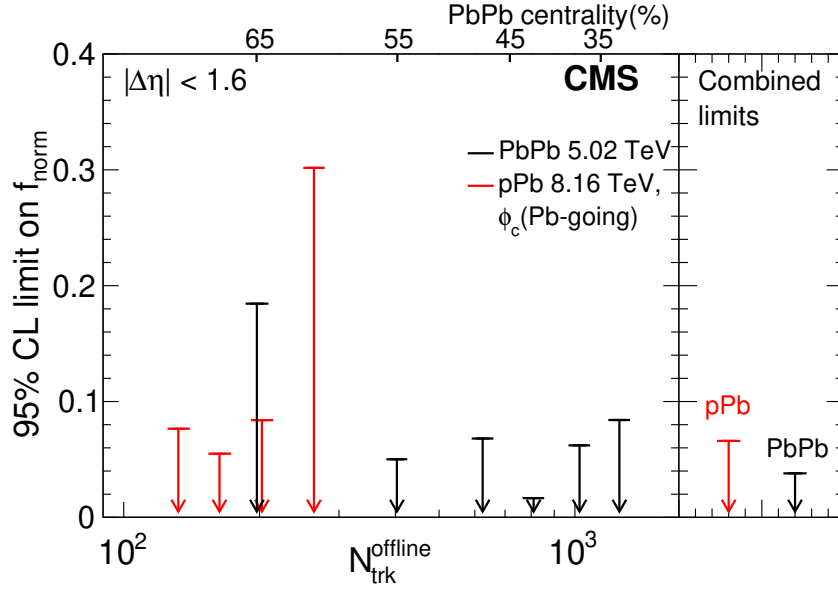 PbPb centrality(%)
65 55 45 35
0.4
|Δη| < 1.6
CMS
Combined
limits
PbPb 5.02 TeV
pPb 8.16 TeV,
ϕc(Pb-going)
0.3
0.2
0.1
0
95% CL limit on fnorm
pPb
PbPb
10² 10³
Ntrk^offline